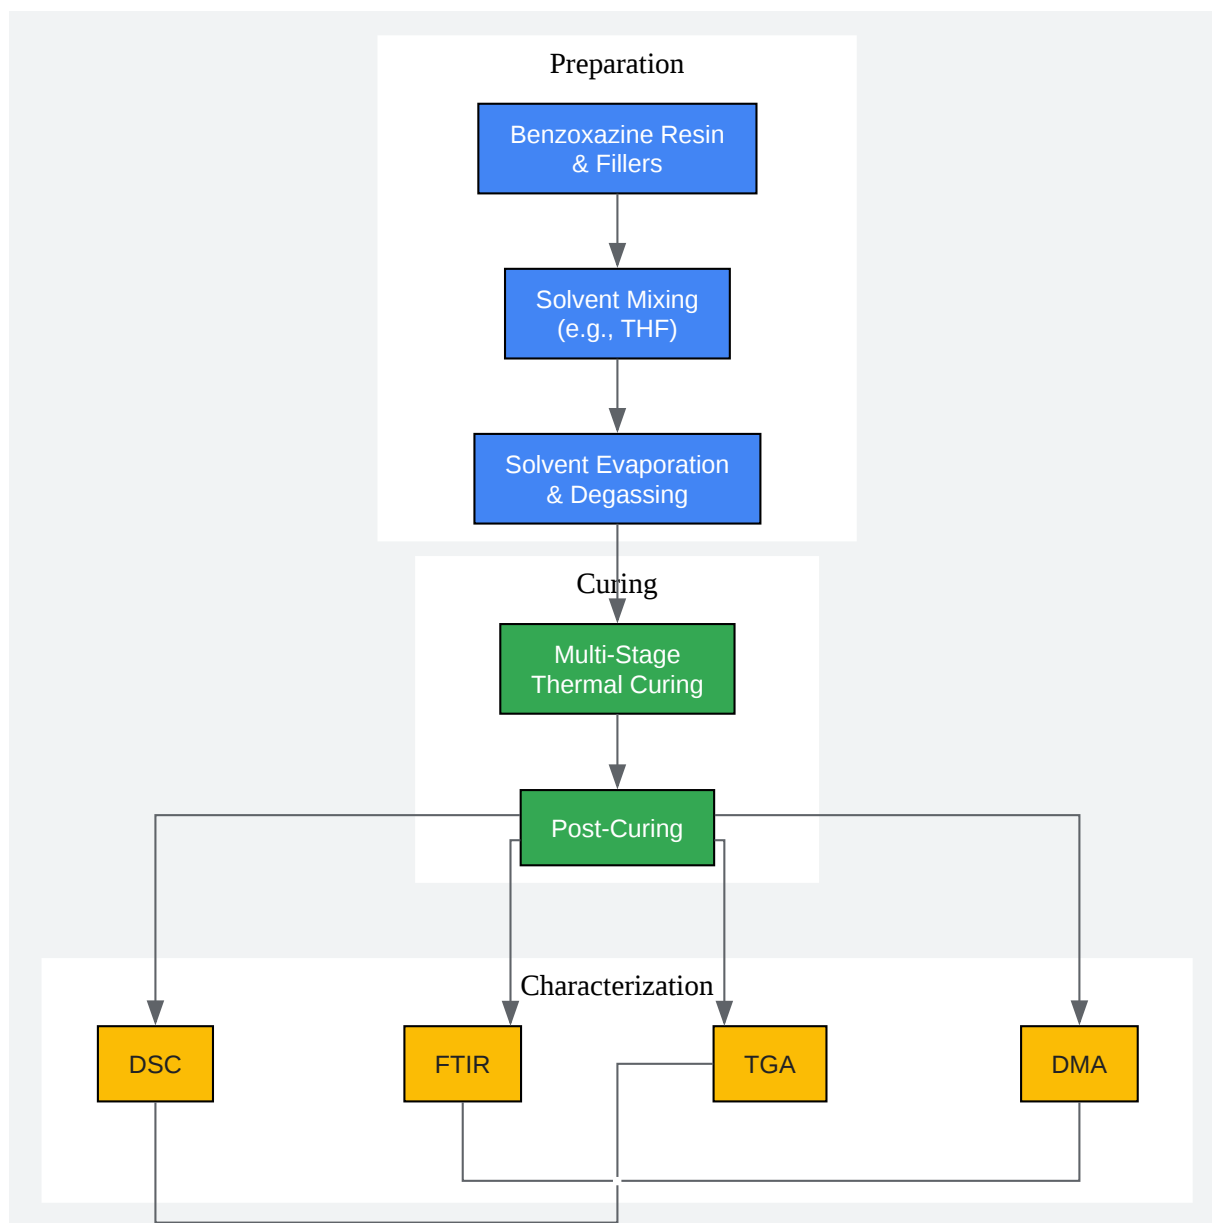 Preparation
Benzoxazine Resin
& Fillers
Solvent Mixing
(e.g., THF)
Solvent Evaporation
& Degassing
Curing
Multi-Stage
Thermal Curing
Post-Curing
Characterization
DSC
FTIR
TGA
DMA